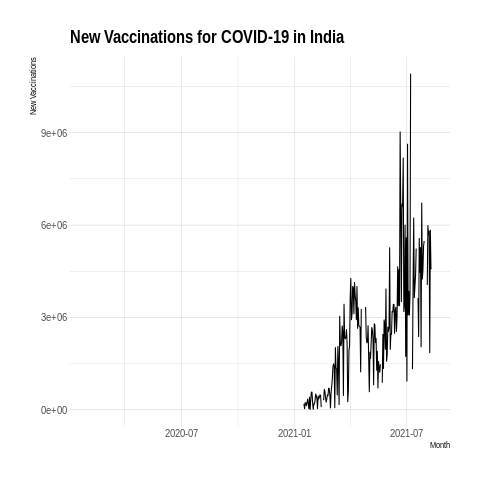 New Vaccinations for COVID-19 in India
New Vaccinations
9e+06
6e+06
3e+06
0e+00
2020-07
2021-01
2021-07
Month